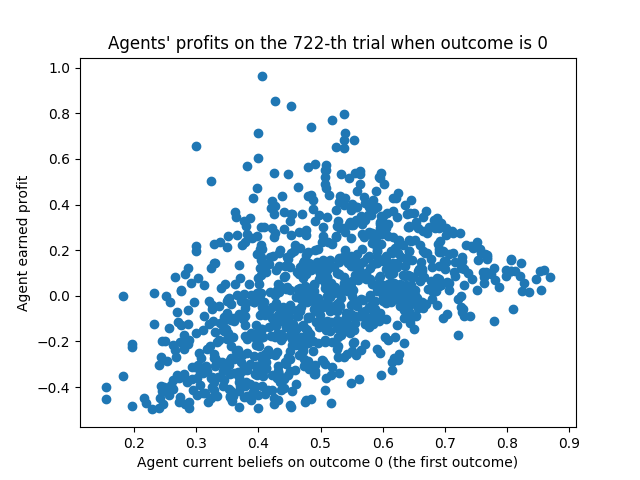 Agents' profits on the 722-th trial when outcome is 0
1.0
0.8
0.6
0.4
0.2
0.0
−0.2
−0.4
Agent earned profit
0.2 0.3 0.4 0.5 0.6 0.7 0.8 0.9
Agent current beliefs on outcome 0 (the first outcome)